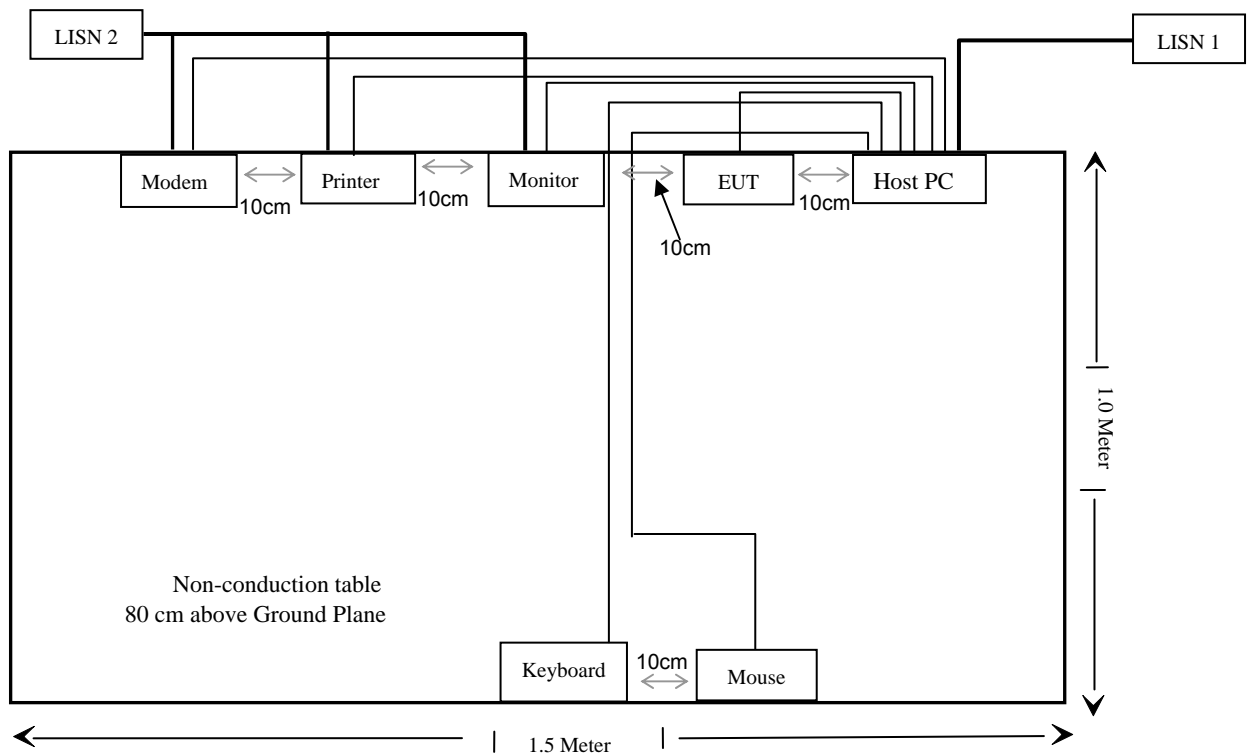 LISN 2
LISN 1
Modem
Printer
Monitor
EUT
Host PC
10cm
10cm
10cm
10cm
1.0 Meter
Non-conduction table
80 cm above Ground Plane
Keyboard
10cm
Mouse
1.5 Meter